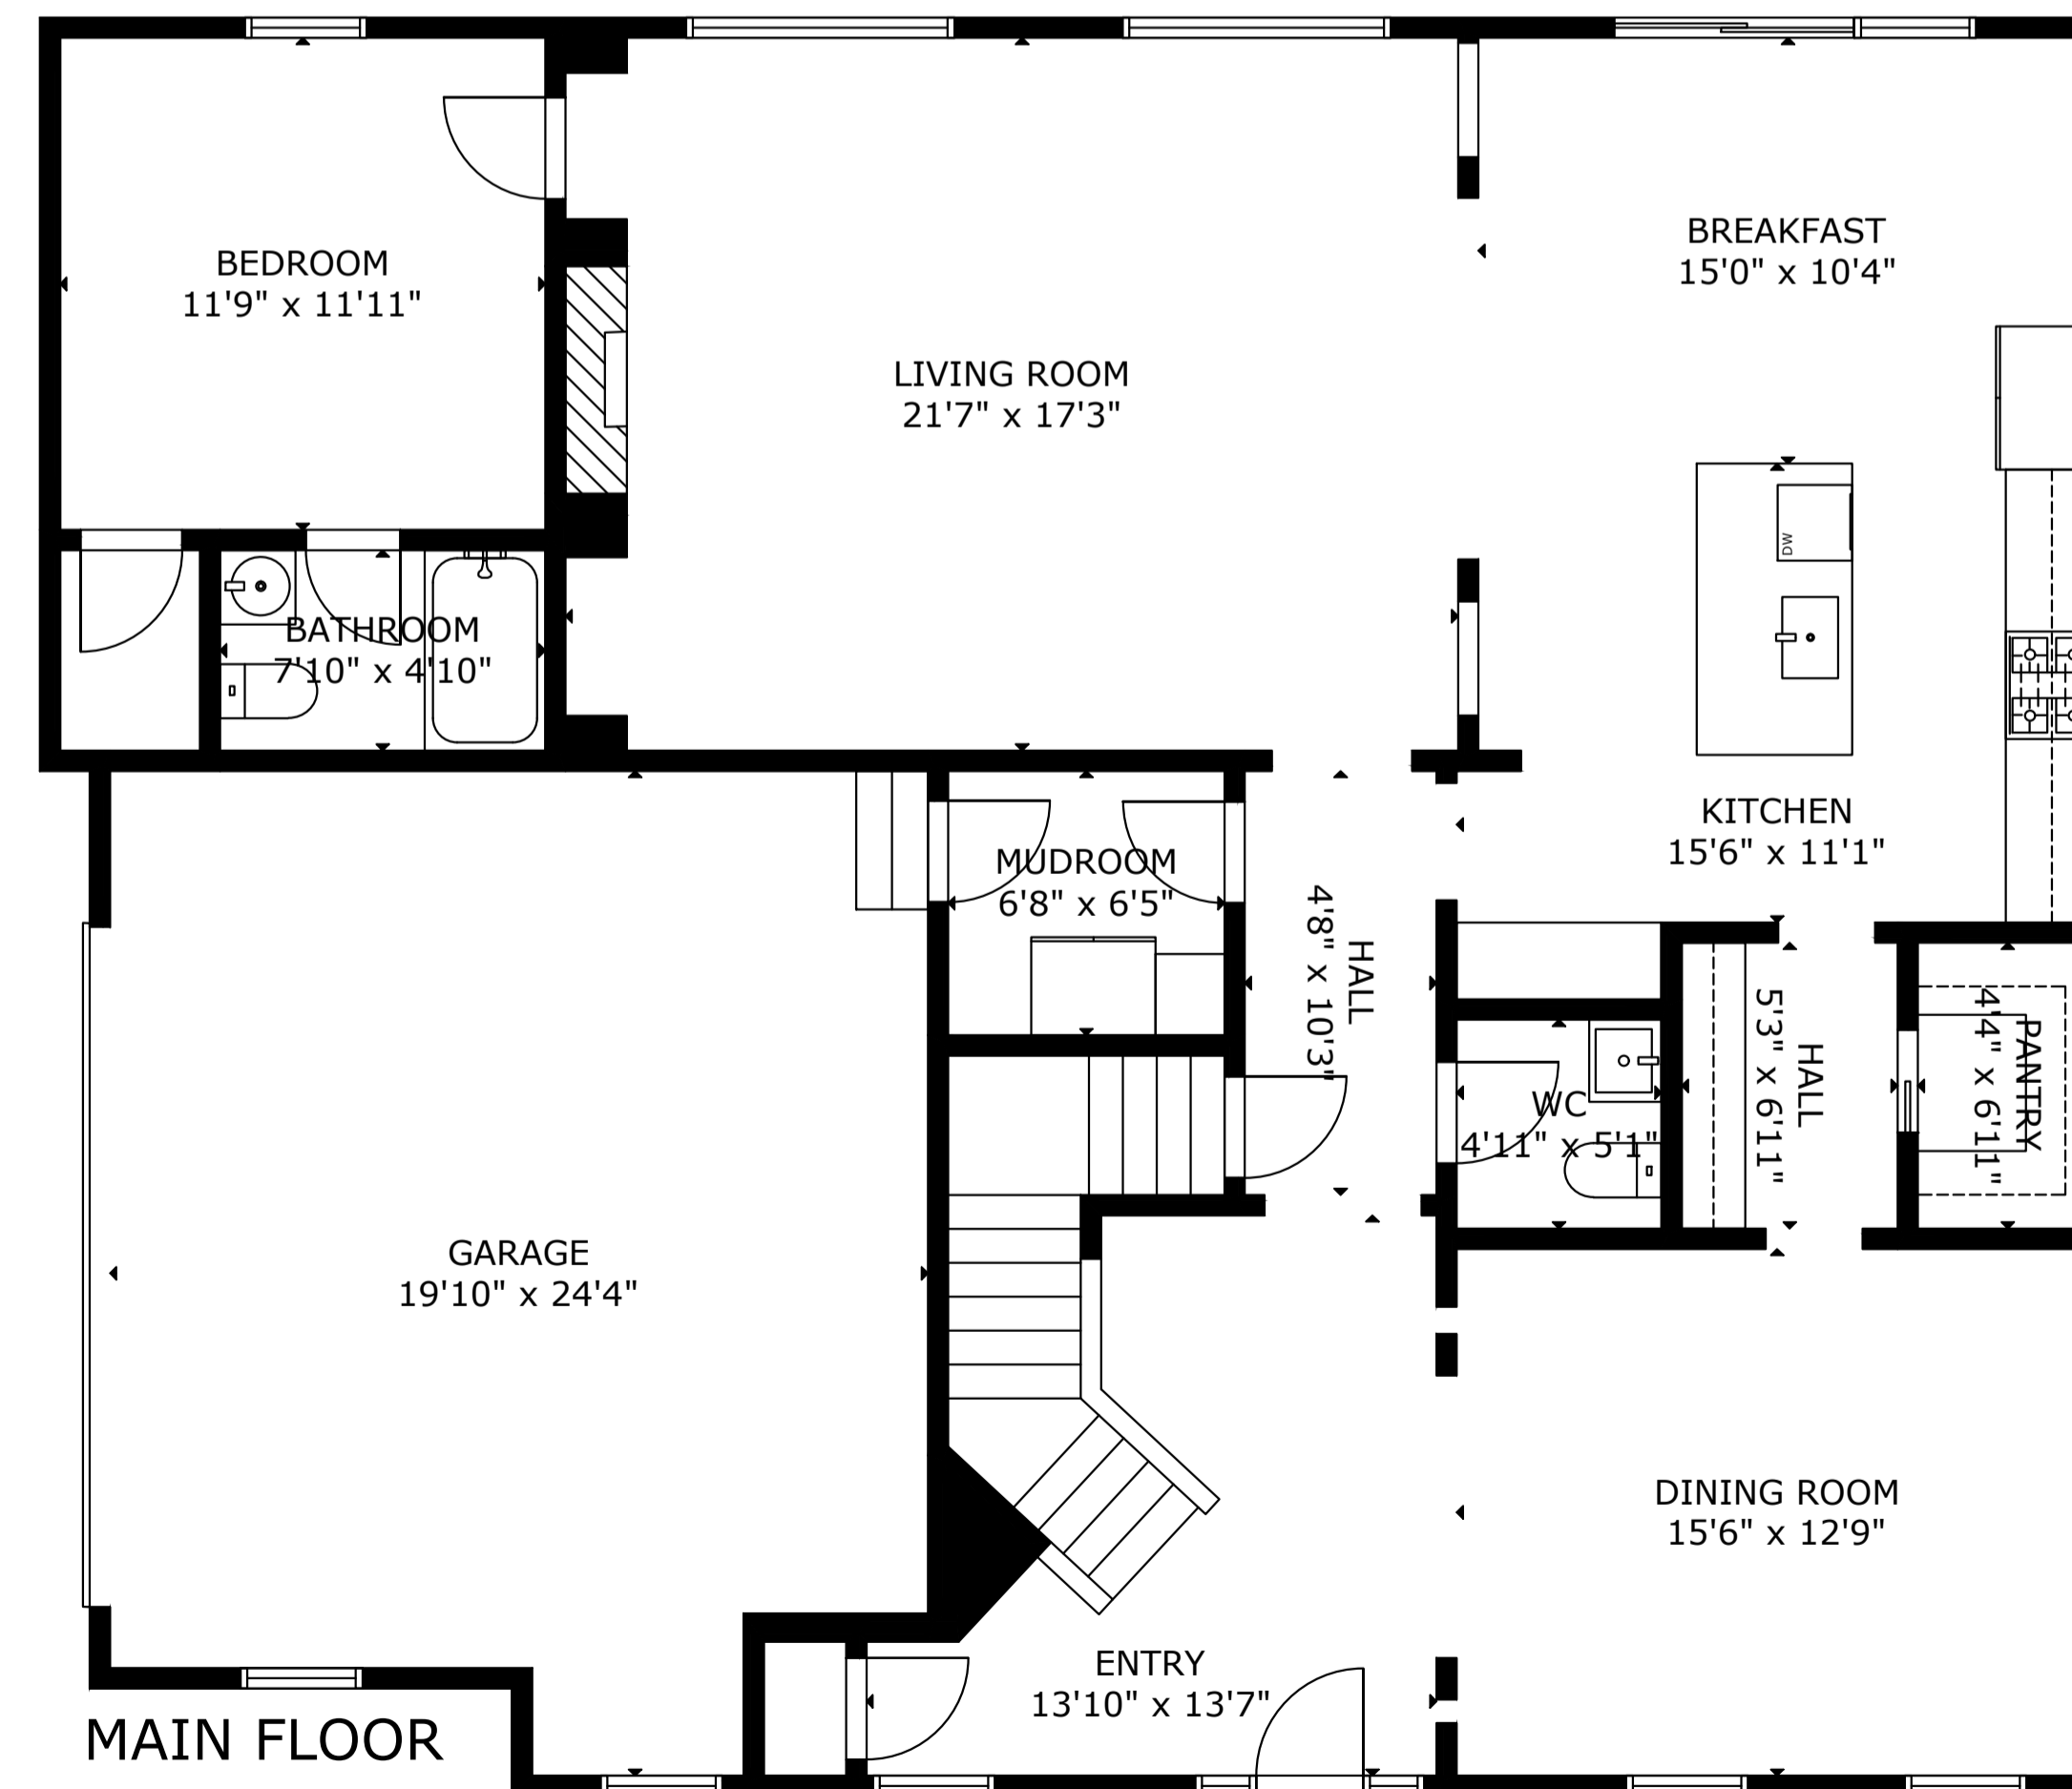 BEDROOM
11'9" x 11'11"
BREAKFAST
15'0" x 10'4"
LIVING ROOM
21'7" x 17'3"
DW
BATHROOM
7'10" x 4'10"
KITCHEN
15'6" x 11'1"
MUDROOM
6'8" x 6'5"
HALL
4'8" x 10'3"
WC
4'11" x 5'1"
HALL
5'3" x 6'11"
PANTRY
4'4" x 6'11"
GARAGE
19'10" x 24'4"
DINING ROOM
15'6" x 12'9"
ENTRY
13'10" x 13'7"
MAIN FLOOR